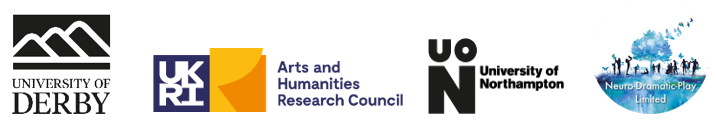 UNIVERSITY OF
DERBY
UK
RI
Arts and
Humanities
Research Council
UO
N
University of
Northampton
Neuro-Dramatic-Play
Limited